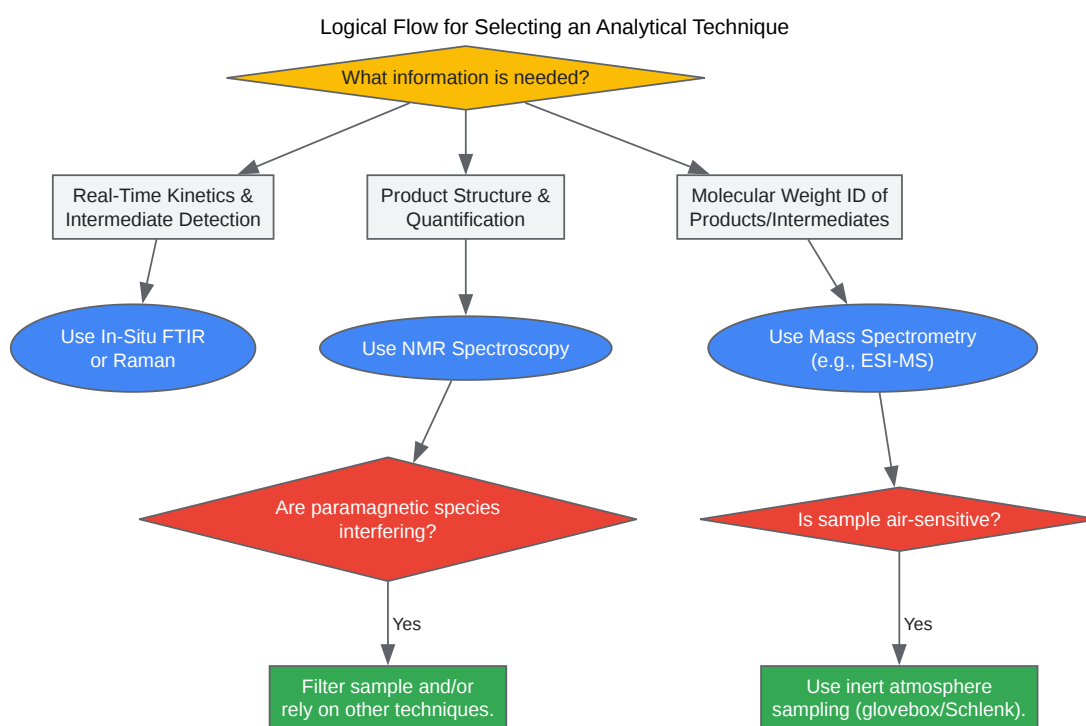 Logical Flow for Selecting an Analytical Technique
What information is needed?
Real-Time Kinetics &
Intermediate Detection
Product Structure &
Quantification
Molecular Weight ID of
Products/Intermediates
Use In-Situ FTIR
or Raman
Use NMR Spectroscopy
Use Mass Spectrometry
(e.g., ESI-MS)
Are paramagnetic species
interfering?
Is sample air-sensitive?
Yes
Yes
Filter sample and/or
rely on other techniques.
Use inert atmosphere
sampling (glovebox/Schlenk).